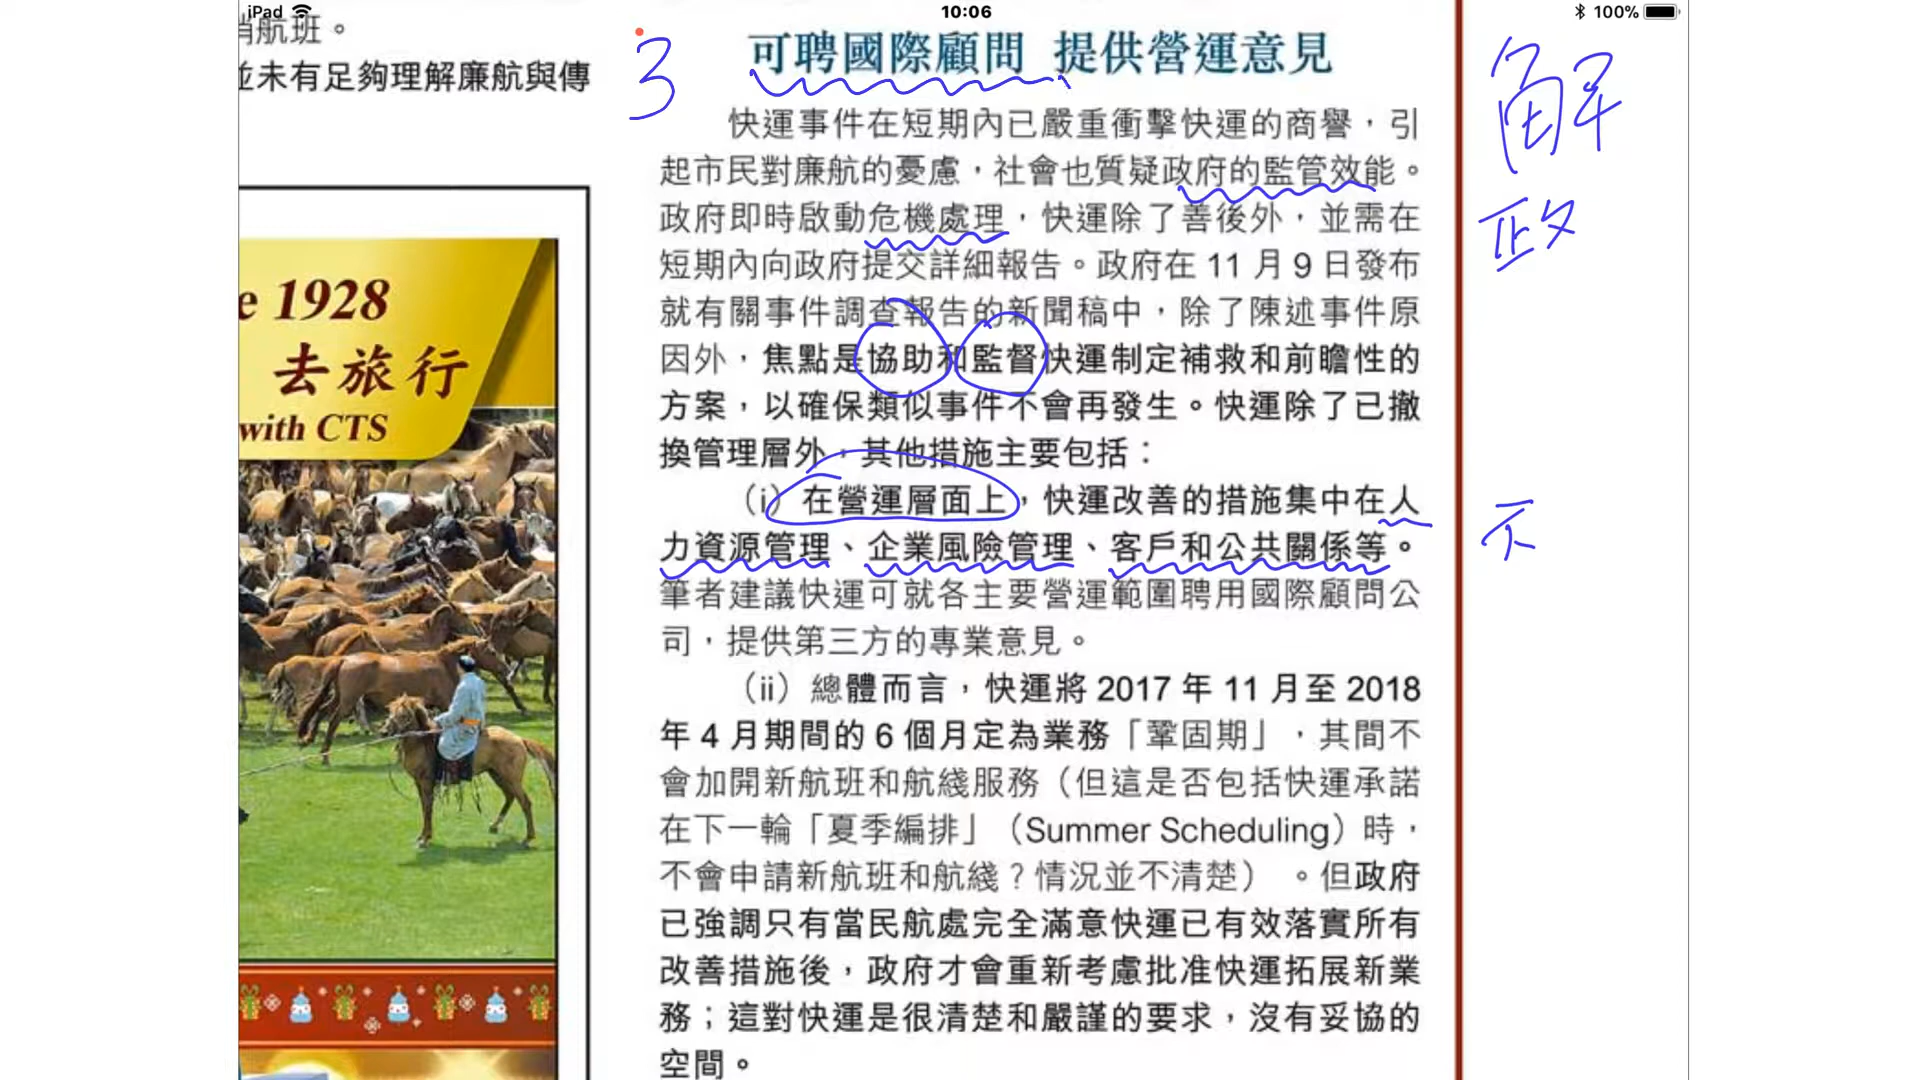 iPad
10:06
100%
消航班。
並未有足夠理解廉航與傳
e 1928
去旅行
with CTS
3
可聘國際顧問 提供營運意見
快運事件在短期內已嚴重衝擊快運的商譽，引
起市民對廉航的憂慮，社會也質疑政府的監管效能。
政府即時啟動危機處理，快運除了善後外，並需在
短期內向政府提交詳細報告。政府在 11 月 9 日發布
就有關事件調查報告的新聞稿中，除了陳述事件原
因外，焦點是協助和監督快運制定補救和前瞻性的
方案，以確保類似事件不會再發生。快運除了已撤
換管理層外，其他措施主要包括：
（i）在營運層面上，快運改善的措施集中在人
力資源管理、企業風險管理、客戶和公共關係等。
筆者建議快運可就各主要營運範圍聘用國際顧問公
司，提供第三方的專業意見。
（ii）總體而言，快運將 2017 年 11 月至 2018
年 4 月期間的 6 個月定為業務「鞏固期」，其間不
會加開新航班和航綫服務（但這是否包括快運承諾
在下一輪「夏季編排」（Summer Scheduling）時，
不會申請新航班和航綫？情況並不清楚）。但政府
已強調只有當民航處完全滿意快運已有效落實所有
改善措施後，政府才會重新考慮批准快運拓展新業
務；這對快運是很清楚和嚴謹的要求，沒有妥協的
空間。
解
政